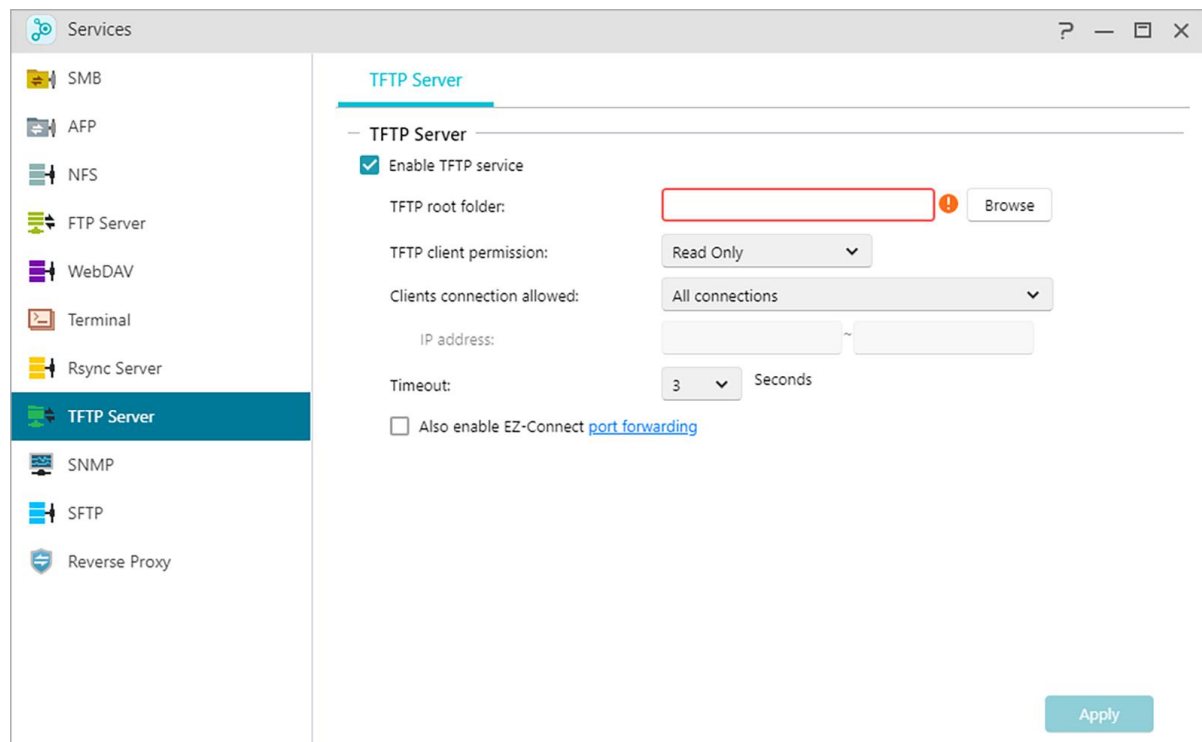 Services
SMB
AFP
NFS
FTP Server
WebDAV
Terminal
Rsync Server
TFTP Server
SNMP
SFTP
Reverse Proxy
TFTP Server
TFTP Server
Enable TFTP service
TFTP root folder: Browse
TFTP client permission: Read Only
Clients connection allowed: All connections
IP address: ~
Timeout: 3 Seconds
Also enable EZ-Connect port forwarding
Apply